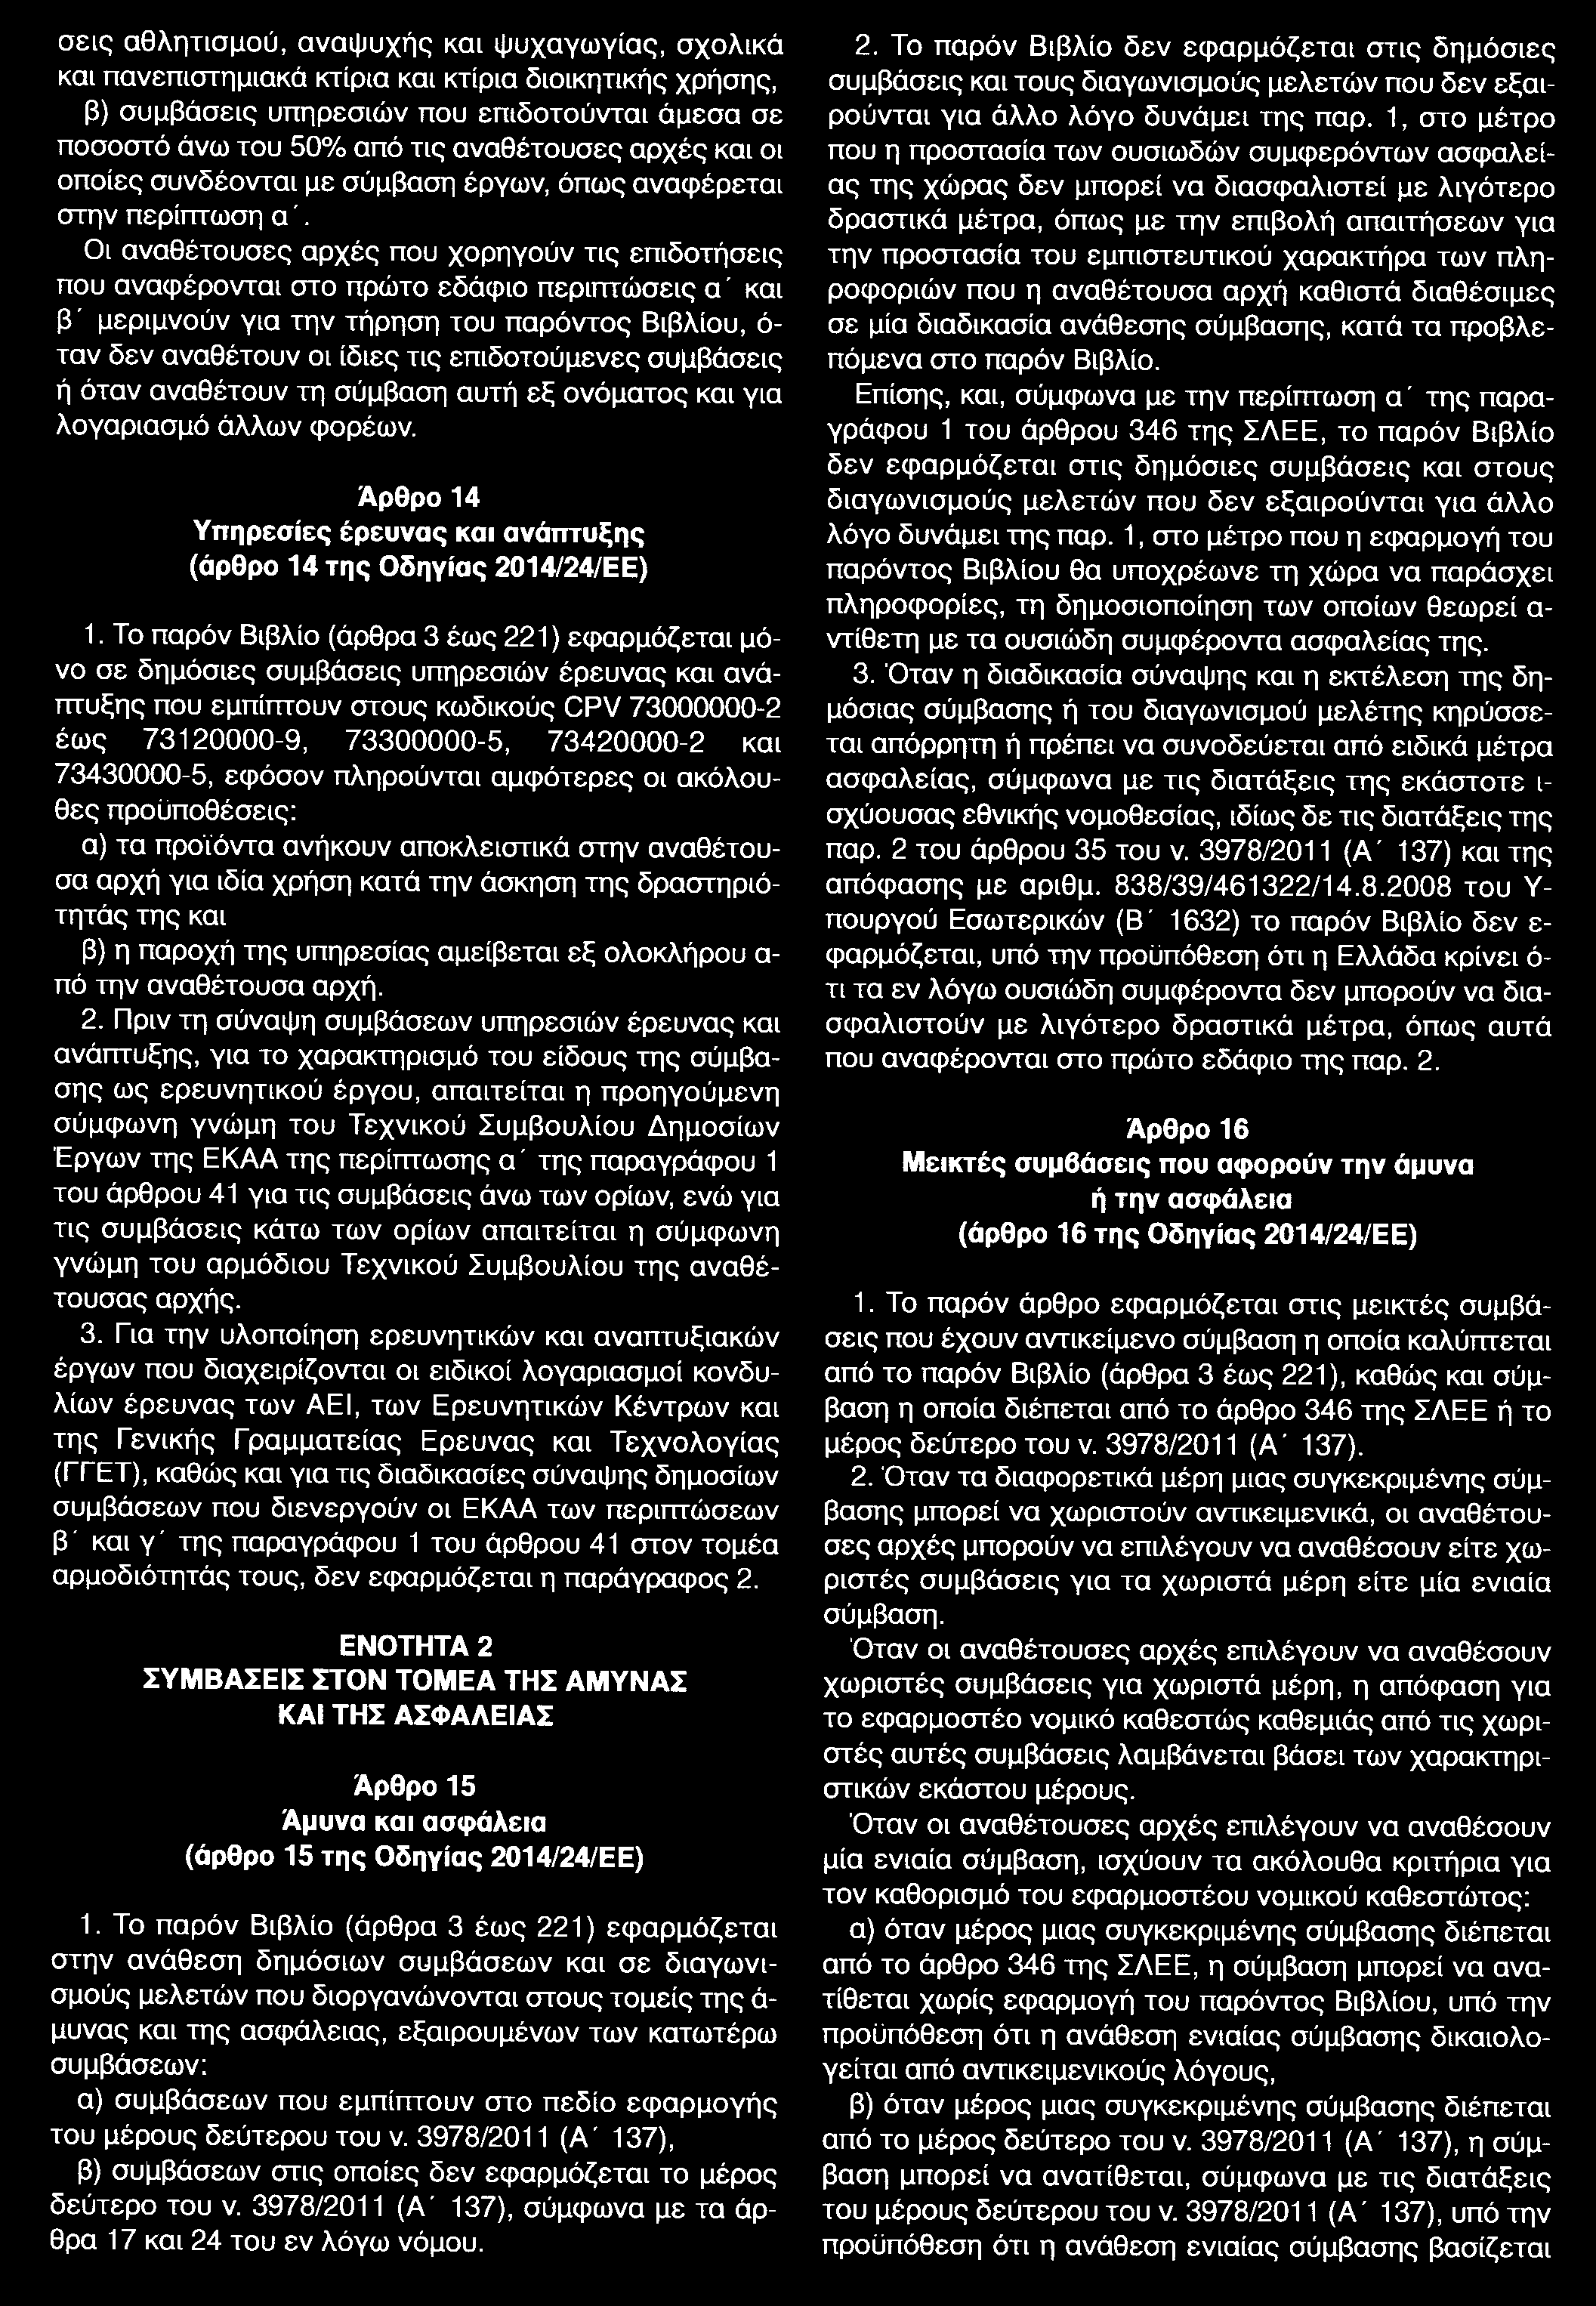 σεις αθλητισμού, αναψυχής και ψυχαγωγίας, σχολικά
και πανεπιστημιακά κτίρια και κτίρια διοικητικής χρήσης,
β) συμβάσεις υπηρεσιών που επιδοτούνται άμεσα σε
ποσοστό άνω του 50% από τις αναθέτουσες αρχές και οι
οποίες συνδέονται με σύμβαση έργων, όπως αναφέρεται
στην περίπτωση α΄.
Οι αναθέτουσες αρχές που χορηγούν τις επιδοτήσεις
που αναφέρονται στο πρώτο εδάφιο περιπτώσεις α΄ και
β΄ μεριμνούν για την τήρηση του παρόντος Βιβλίου, ό-
ταν δεν αναθέτουν οι ίδιες τις επιδοτούμενες συμβάσεις
ή όταν αναθέτουν τη σύμβαση αυτή εξ ονόματος και για
λογαριασμό άλλων φορέων.
Άρθρο 14
Υπηρεσίες έρευνας και ανάπτυξης
(άρθρο 14 της Οδηγίας 2014/24/ΕΕ)
1. Το παρόν Βιβλίο (άρθρα 3 έως 221) εφαρμόζεται μό-
νο σε δημόσιες συμβάσεις υπηρεσιών έρευνας και ανά-
πτυξης που εμπίπτουν στους κωδικούς CPV 73000000-2
έως 73120000-9, 73300000-5, 73420000-2 και
73430000-5, εφόσον πληρούνται αμφότερες οι ακόλου-
θες προϋποθέσεις:
α) τα προϊόντα ανήκουν αποκλειστικά στην αναθέτου-
σα αρχή για ιδία χρήση κατά την άσκηση της δραστηριό-
τητάς της και
β) η παροχή της υπηρεσίας αμείβεται εξ ολοκλήρου α-
πό την αναθέτουσα αρχή.
2. Πριν τη σύναψη συμβάσεων υπηρεσιών έρευνας και
ανάπτυξης, για το χαρακτηρισμό του είδους της σύμβα-
σης ως ερευνητικού έργου, απαιτείται η προηγούμενη
σύμφωνη γνώμη του Τεχνικού Συμβουλίου Δημοσίων
Έργων της ΕΚΑΑ της περίπτωσης α΄ της παραγράφου 1
του άρθρου 41 για τις συμβάσεις άνω των ορίων, ενώ για
τις συμβάσεις κάτω των ορίων απαιτείται η σύμφωνη
γνώμη του αρμόδιου Τεχνικού Συμβουλίου της αναθέ-
τουσας αρχής.
3. Για την υλοποίηση ερευνητικών και αναπτυξιακών
έργων που διαχειρίζονται οι ειδικοί λογαριασμοί κονδυ-
λίων έρευνας των ΑΕΙ, των Ερευνητικών Κέντρων και
της Γενικής Γραμματείας Ερευνας και Τεχνολογίας
(ΓΓΕΤ), καθώς και για τις διαδικασίες σύναψης δημοσίων
συμβάσεων που διενεργούν οι ΕΚΑΑ των περιπτώσεων
β΄ και γ΄ της παραγράφου 1 του άρθρου 41 στον τομέα
αρμοδιότητάς τους, δεν εφαρμόζεται η παράγραφος 2.
ΕΝΟΤΗΤΑ 2
ΣΥΜΒΑΣΕΙΣ ΣΤΟΝ ΤΟΜΕΑ ΤΗΣ ΑΜΥΝΑΣ
ΚΑΙ ΤΗΣ ΑΣΦΑΛΕΙΑΣ
Άρθρο 15
Άμυνα και ασφάλεια
(άρθρο 15 της Οδηγίας 2014/24/ΕΕ)
1. Το παρόν Βιβλίο (άρθρα 3 έως 221) εφαρμόζεται
στην ανάθεση δημόσιων συμβάσεων και σε διαγωνι-
σμούς μελετών που διοργανώνονται στους τομείς της ά-
μυνας και της ασφάλειας, εξαιρουμένων των κατωτέρω
συμβάσεων:
α) συμβάσεων που εμπίπτουν στο πεδίο εφαρμογής
του μέρους δεύτερου του ν. 3978/2011 (Α΄ 137),
β) συμβάσεων στις οποίες δεν εφαρμόζεται το μέρος
δεύτερο του ν. 3978/2011 (Α΄ 137), σύμφωνα με τα άρ-
θρα 17 και 24 του εν λόγω νόμου.
2. Το παρόν Βιβλίο δεν εφαρμόζεται στις δημόσιες
συμβάσεις και τους διαγωνισμούς μελετών που δεν εξαι-
ρούνται για άλλο λόγο δυνάμει της παρ. 1, στο μέτρο
που η προστασία των ουσιωδών συμφερόντων ασφαλεί-
ας της χώρας δεν μπορεί να διασφαλιστεί με λιγότερο
δραστικά μέτρα, όπως με την επιβολή απαιτήσεων για
την προστασία του εμπιστευτικού χαρακτήρα των πλη-
ροφοριών που η αναθέτουσα αρχή καθιστά διαθέσιμες
σε μία διαδικασία ανάθεσης σύμβασης, κατά τα προβλε-
πόμενα στο παρόν Βιβλίο.
Επίσης, και, σύμφωνα με την περίπτωση α΄ της παρα-
γράφου 1 του άρθρου 346 της ΣΛΕΕ, το παρόν Βιβλίο
δεν εφαρμόζεται στις δημόσιες συμβάσεις και στους
διαγωνισμούς μελετών που δεν εξαιρούνται για άλλο
λόγο δυνάμει της παρ. 1, στο μέτρο που η εφαρμογή του
παρόντος Βιβλίου θα υποχρέωνε τη χώρα να παράσχει
πληροφορίες, τη δημοσιοποίηση των οποίων θεωρεί α-
ντίθετη με τα ουσιώδη συμφέροντα ασφαλείας της.
3. Όταν η διαδικασία σύναψης και η εκτέλεση της δη-
μόσιας σύμβασης ή του διαγωνισμού μελέτης κηρύσσε-
ται απόρρητη ή πρέπει να συνοδεύεται από ειδικά μέτρα
ασφαλείας, σύμφωνα με τις διατάξεις της εκάστοτε ι-
σχύουσας εθνικής νομοθεσίας, ιδίως δε τις διατάξεις της
παρ. 2 του άρθρου 35 του ν. 3978/2011 (Α΄ 137) και της
απόφασης με αριθμ. 838/39/461322/14.8.2008 του Υ-
πουργού Εσωτερικών (Β΄ 1632) το παρόν Βιβλίο δεν ε-
φαρμόζεται, υπό την προϋπόθεση ότι η Ελλάδα κρίνει ό-
τι τα εν λόγω ουσιώδη συμφέροντα δεν μπορούν να δια-
σφαλιστούν με λιγότερο δραστικά μέτρα, όπως αυτά
που αναφέρονται στο πρώτο εδάφιο της παρ. 2.
Άρθρο 16
Μεικτές συμβάσεις που αφορούν την άμυνα
ή την ασφάλεια
(άρθρο 16 της Οδηγίας 2014/24/ΕΕ)
1. Το παρόν άρθρο εφαρμόζεται στις μεικτές συμβά-
σεις που έχουν αντικείμενο σύμβαση η οποία καλύπτεται
από το παρόν Βιβλίο (άρθρα 3 έως 221), καθώς και σύμ-
βαση η οποία διέπεται από το άρθρο 346 της ΣΛΕΕ ή το
μέρος δεύτερο του ν. 3978/2011 (Α΄ 137).
2. Όταν τα διαφορετικά μέρη μιας συγκεκριμένης σύμ-
βασης μπορεί να χωριστούν αντικειμενικά, οι αναθέτου-
σες αρχές μπορούν να επιλέγουν να αναθέσουν είτε χω-
ριστές συμβάσεις για τα χωριστά μέρη είτε μία ενιαία
σύμβαση.
Όταν οι αναθέτουσες αρχές επιλέγουν να αναθέσουν
χωριστές συμβάσεις για χωριστά μέρη, η απόφαση για
το εφαρμοστέο νομικό καθεστώς καθεμιάς από τις χωρι-
στές αυτές συμβάσεις λαμβάνεται βάσει των χαρακτηρι-
στικών εκάστου μέρους.
Όταν οι αναθέτουσες αρχές επιλέγουν να αναθέσουν
μία ενιαία σύμβαση, ισχύουν τα ακόλουθα κριτήρια για
τον καθορισμό του εφαρμοστέου νομικού καθεστώτος:
α) όταν μέρος μιας συγκεκριμένης σύμβασης διέπεται
από το άρθρο 346 της ΣΛΕΕ, η σύμβαση μπορεί να ανα-
τίθεται χωρίς εφαρμογή του παρόντος Βιβλίου, υπό την
προϋπόθεση ότι η ανάθεση ενιαίας σύμβασης δικαιολο-
γείται από αντικειμενικούς λόγους,
β) όταν μέρος μιας συγκεκριμένης σύμβασης διέπεται
από το μέρος δεύτερο του ν. 3978/2011 (Α΄ 137), η σύμ-
βαση μπορεί να ανατίθεται, σύμφωνα με τις διατάξεις
του μέρους δεύτερου του ν. 3978/2011 (Α΄ 137), υπό την
προϋπόθεση ότι η ανάθεση ενιαίας σύμβασης βασίζεται